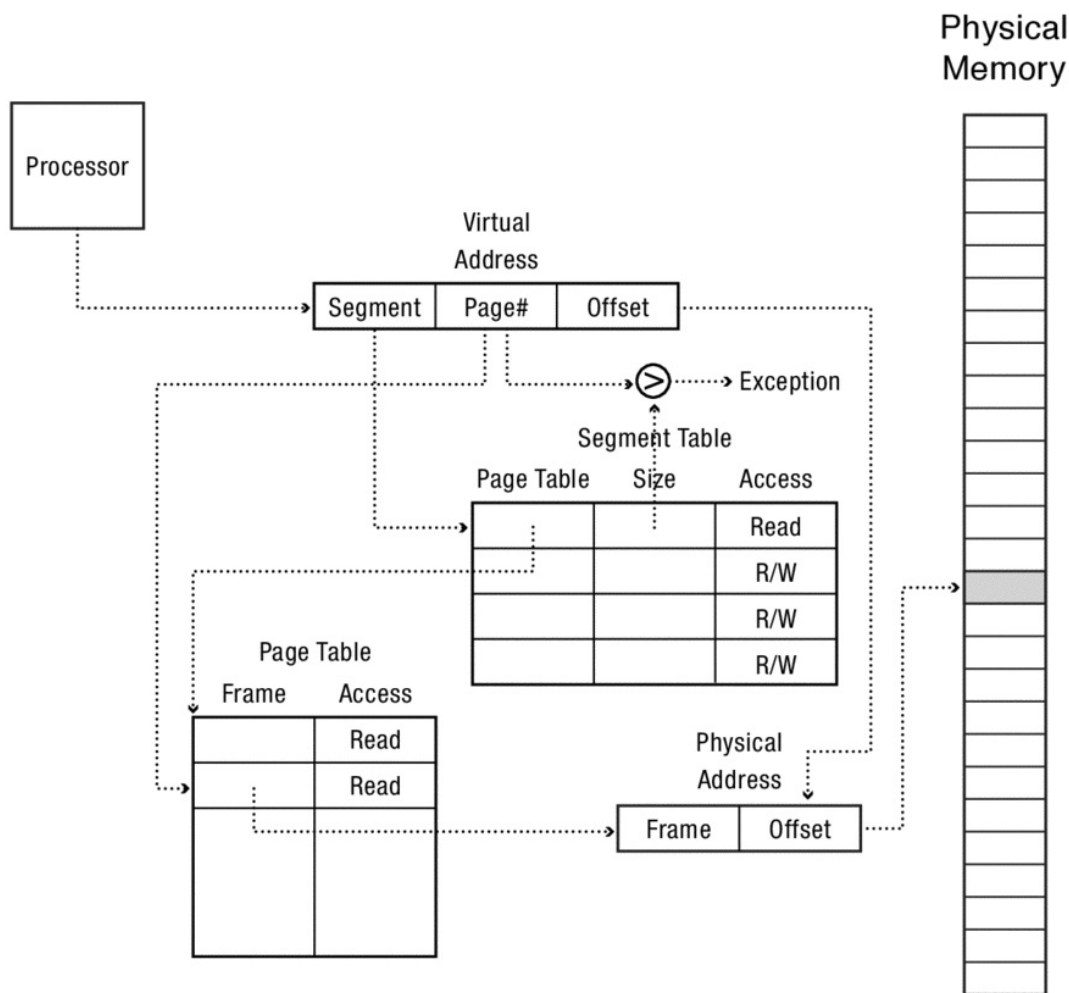 Physical
Memory
Processor
Virtual
Address
Segment Page# Offset
> Exception
Segment Table
Page Table Size Access
Read
R/W
R/W
R/W
Page Table
Frame Access
Read
Read
Physical
Address
Frame Offset